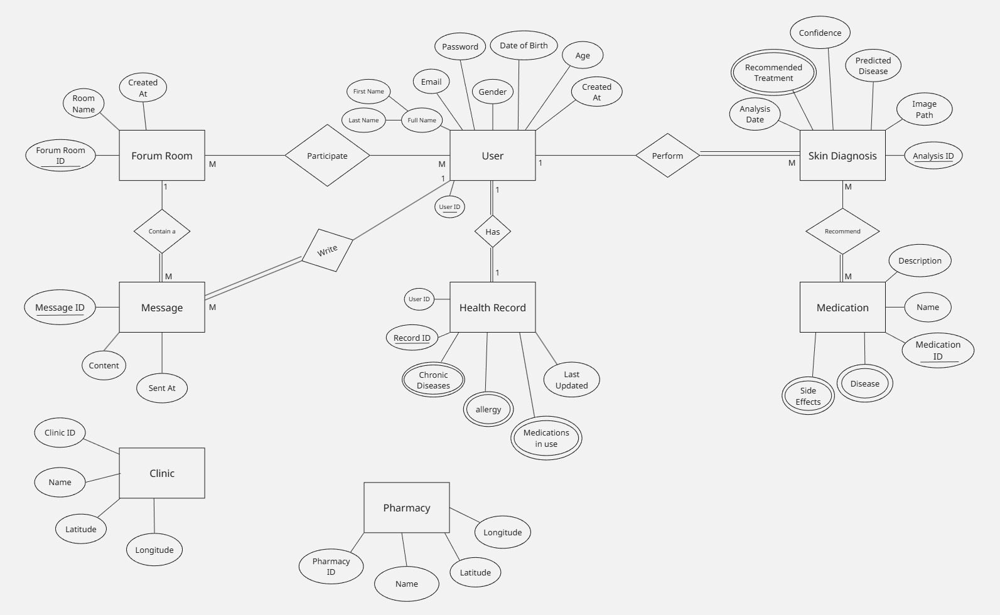 Confidence
Password
Date of Birth
Age
Recommended
Treatment
Predicted
Disease
Created
At
Email
First Name
Gender
Created
At
Room
Name
Image
Path
Analysis
Date
Last Name
Full Name
Forum Room
ID
Forum Room
M
Participate
M
User
1
Perform
M
Skin Diagnosis
Analysis ID
1
1
1
M
User ID
Contain a
Write
Has
Recommend
M
M
1
M
Description
Message ID
Message
M
User ID
Health Record
Medication
Name
Record ID
Medication
ID
Content
Sent At
Chronic
Diseases
allergy
Last
Updated
Medications
in use
Side
Effects
Disease
Clinic ID
Clinic
Name
Latitude
Longitude
Pharmacy
Longitude
Pharmacy
ID
Name
Latitude